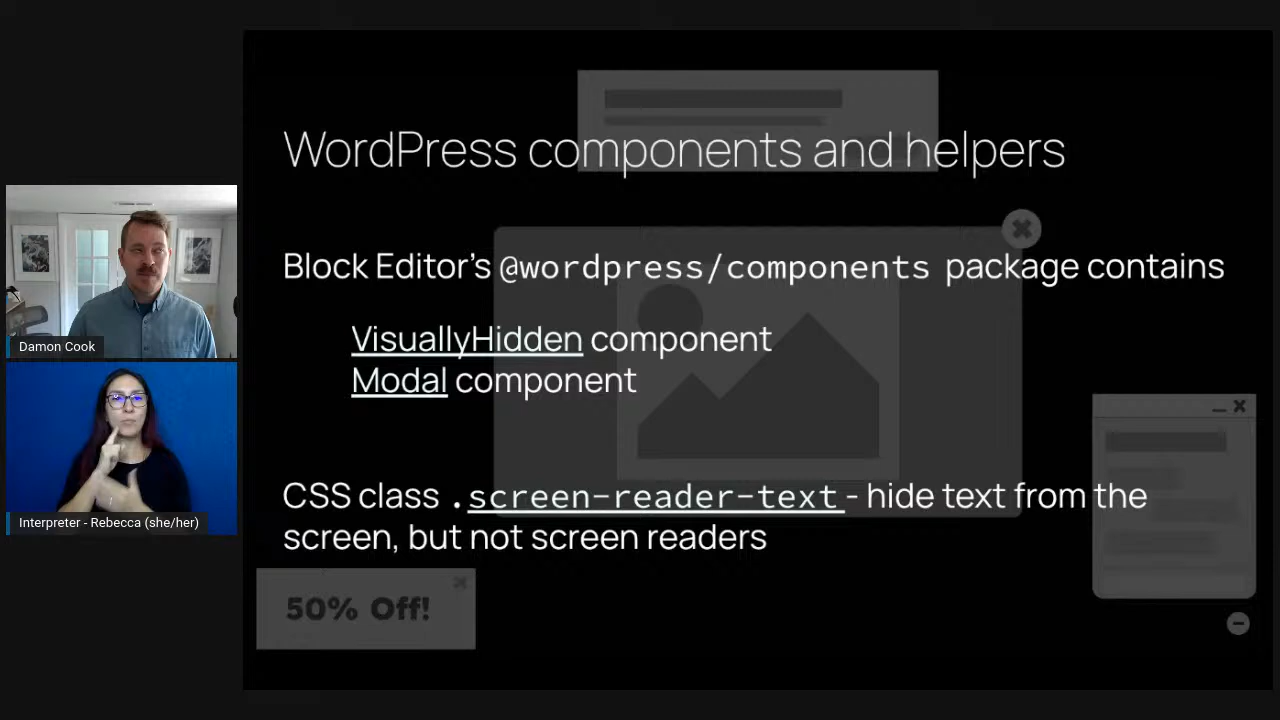 WordPress components and helpers
Block Editor’s @wordpress/components package contains
VisuallyHidden component
Modal component
CSS class .screen-reader-text - hide text from the
screen, but not screen readers
50% Off!
Damon Cook
Interpreter - Rebecca (she/her)